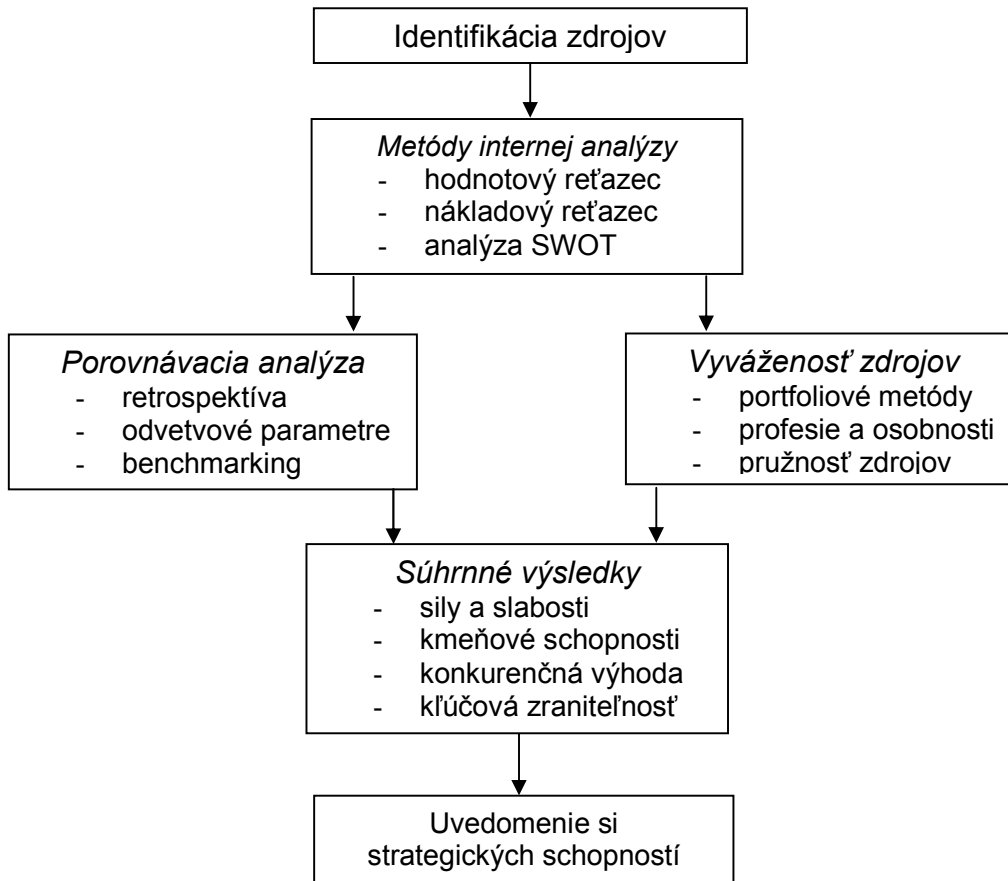 Identifikácia zdrojov
Metódy internej analýzy
- hodnotový reťazec
- nákladový reťazec
- analýza SWOT
Porovnávacia analýza
- retrospektíva
- odvetvové parametre
- benchmarking
Vyváženosť zdrojov
- portfoliové metódy
- profesie a osobnosti
- pružnosť zdrojov
Súhrnné výsledky
- sily a slabosti
- kmeňové schopnosti
- konkurenčná výhoda
- kľúčová zraniteľnosť
Uvedomenie si
strategických schopností